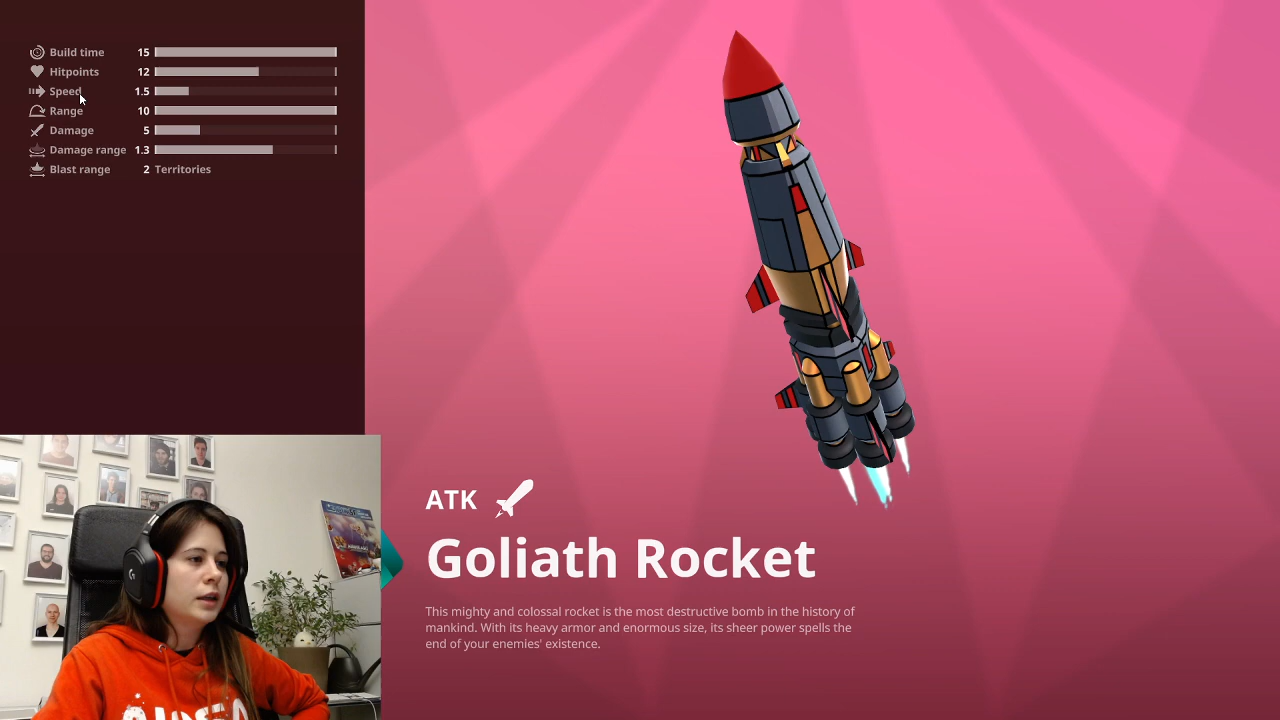 Build time 15
Hitpoints 12
Speed 1.5
Range 10
Damage 5
Damage range 1.3
Blast range 2 Territories
ATK
Goliath Rocket
This mighty and colossal rocket is the most destructive bomb in the history of
mankind. With its heavy armor and enormous size, its sheer power spells the
end of your enemies' existence.